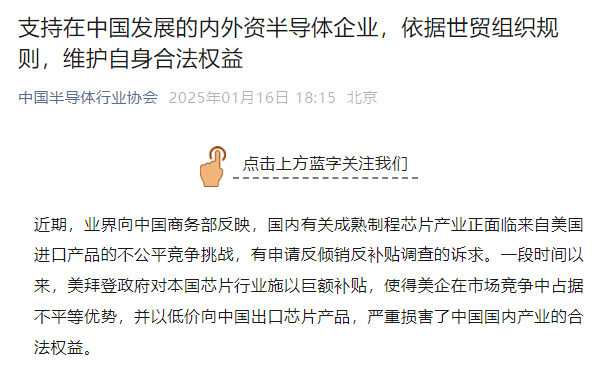 支持在中国发展的内外资半导体企业，依据世贸组织规
则，维护自身合法权益
中国半导体行业协会 2025年01月16日 18:15 北京
点击上方蓝字关注我们
近期，业界向中国商务部反映，国内有关成熟制程芯片产业正面临来自美国
进口产品的不公平竞争挑战，有申请反倾销反补贴调查的诉求。一段时间以
来，美拜登政府对本国芯片行业施以巨额补贴，使得美企在市场竞争中占据
不平等优势，并以低价向中国出口芯片产品，严重损害了中国国内产业的合
法权益。